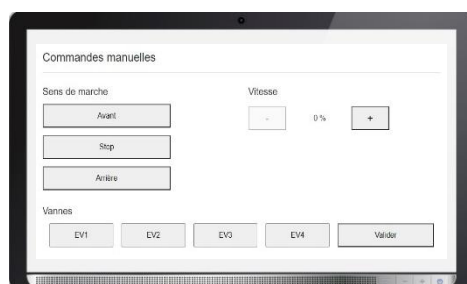 Commandes manuelles
Sens de marche
Vitesse
Avant
- 0 % +
Stop
Arrière
Vannes
EV1 EV2 EV3 EV4 Valider